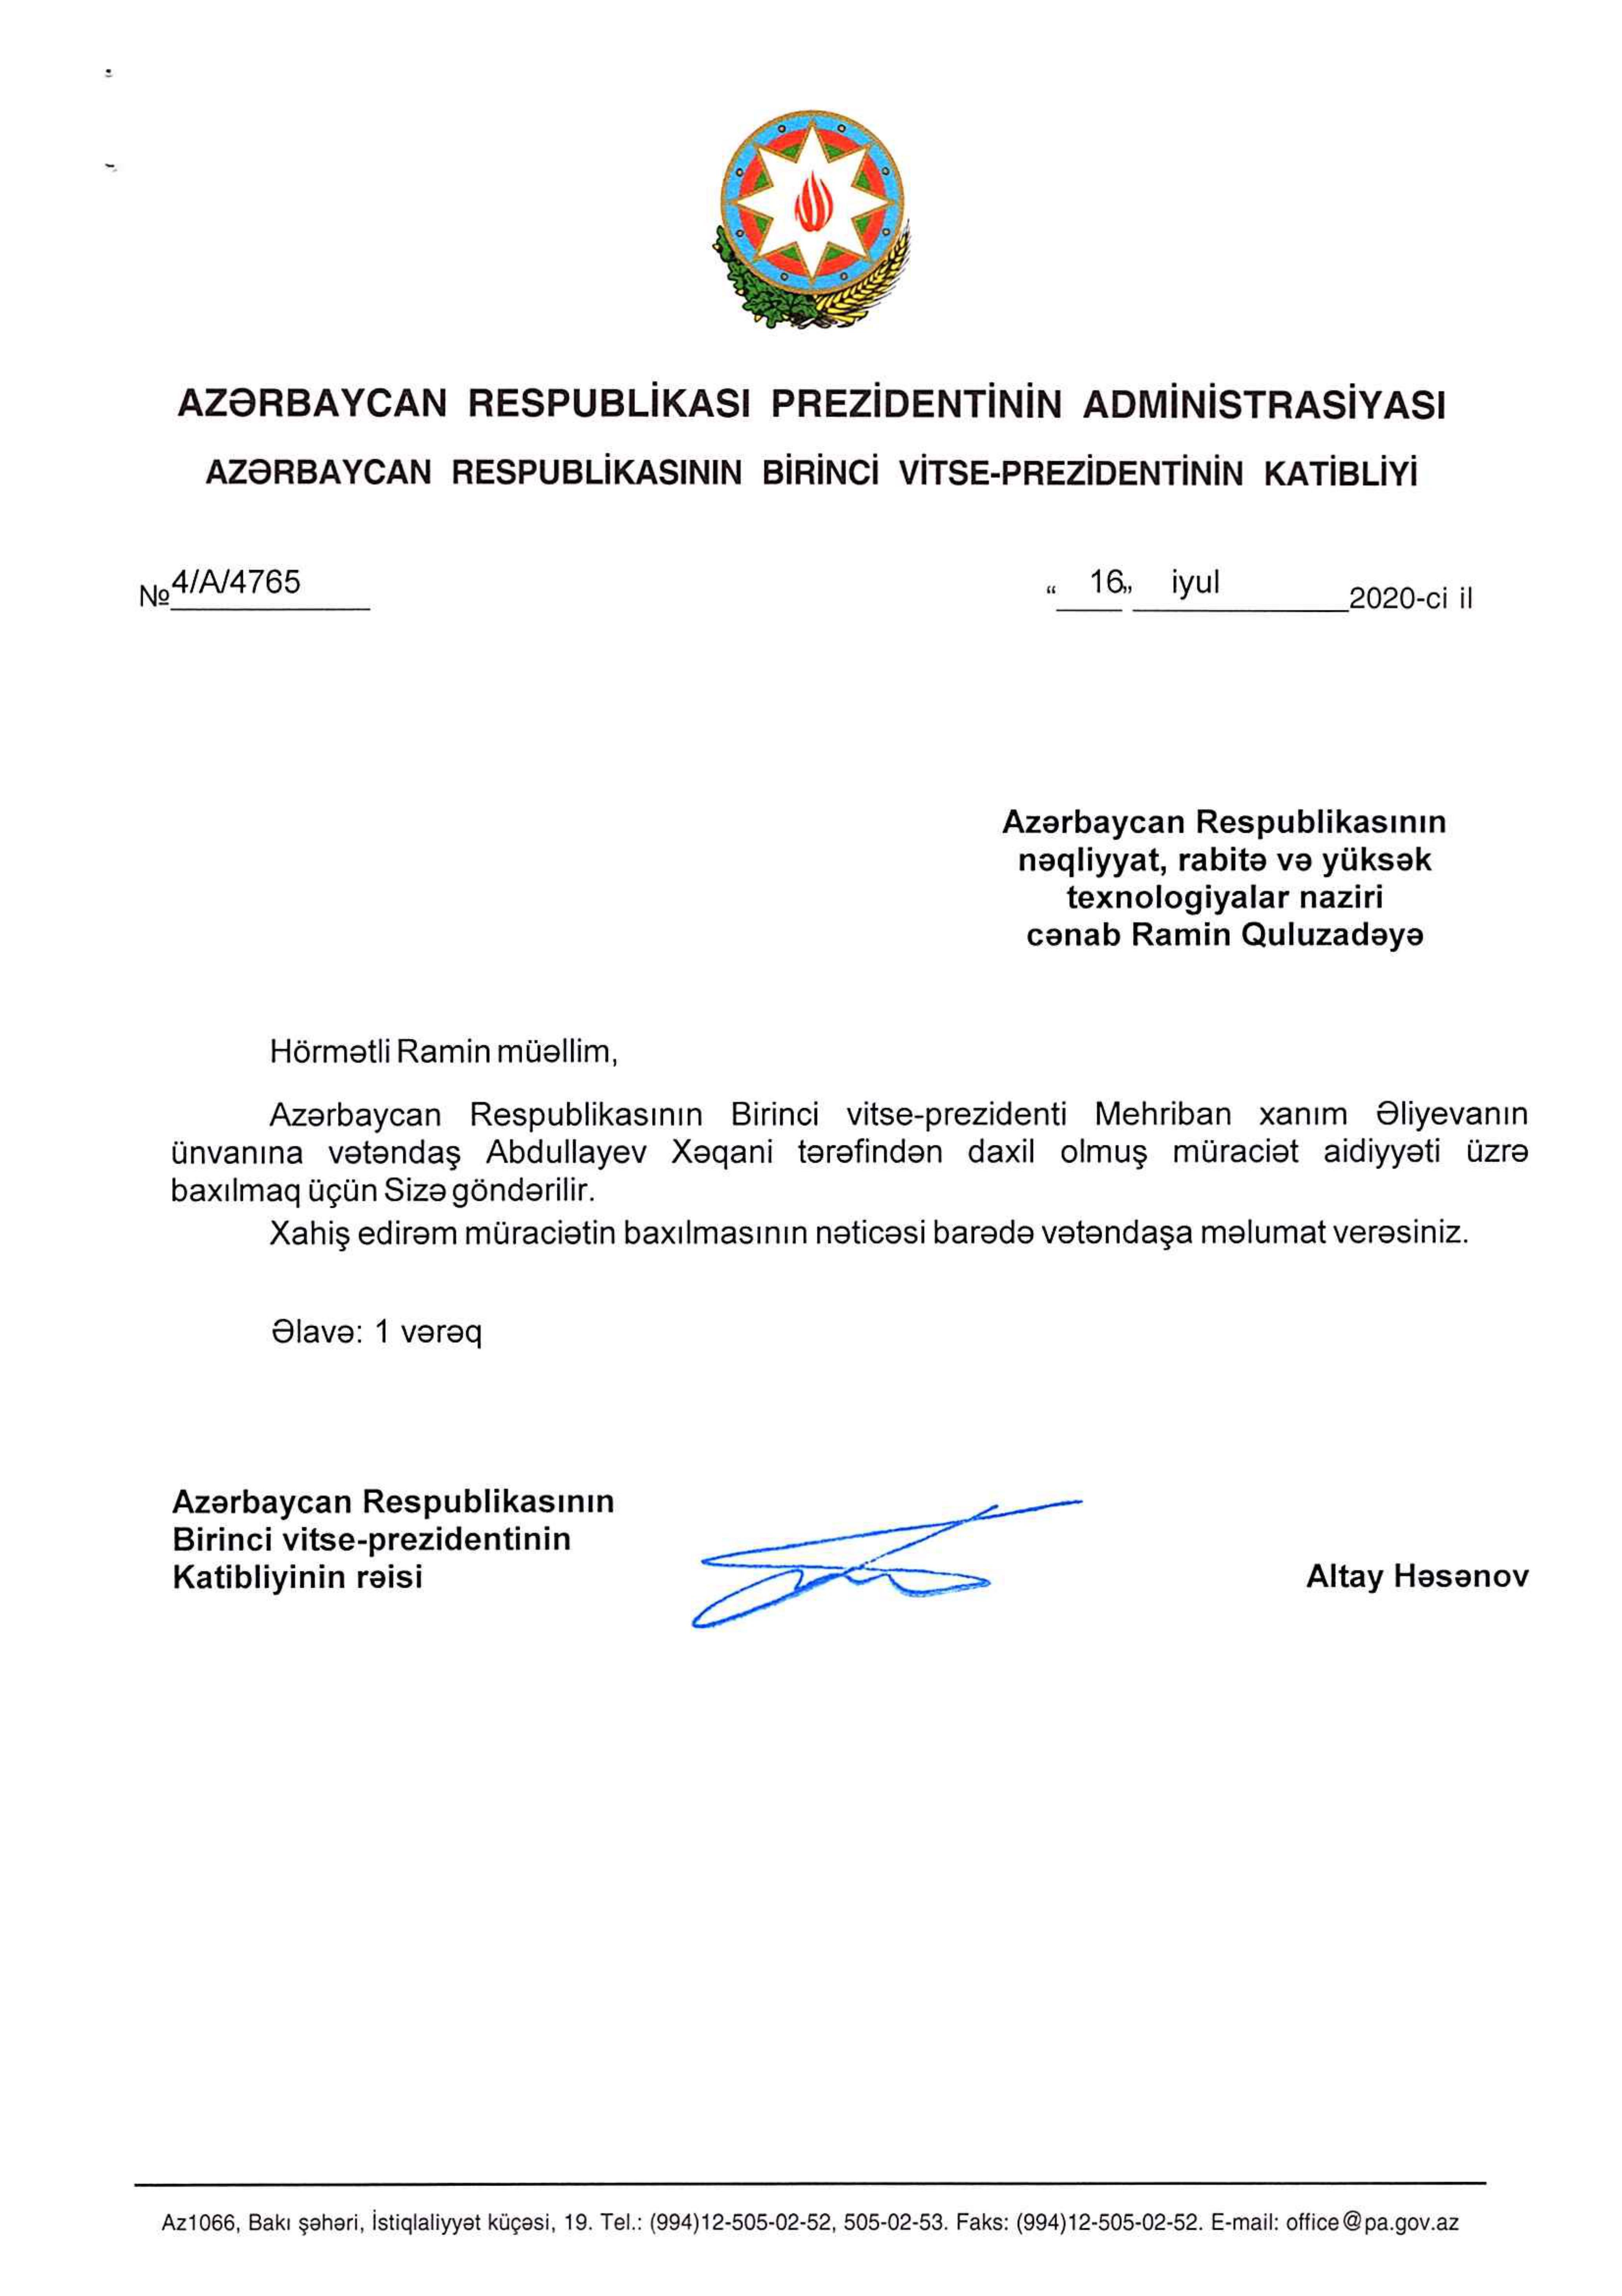 AZƏRBAYCAN RESPUBLİKASI PREZİDENTİNİN ADMİNİSTRASİYASI
AZƏRBAYCAN RESPUBLİKASININ BİRİNCİ VİTSE-PREZİDENTİNİN KATİBLİYİ
№ 4/A/4765 “ 16 ” iyul 2020-ci il
Azərbaycan Respublikasının
nəqliyyat, rabitə və yüksək
texnologiyalar naziri
cənab Ramin Quluzadəyə
Hörmətli Ramin müəllim,
Azərbaycan Respublikasının Birinci vitse-prezidenti Mehriban xanım Əliyevanın
ünvanına vətəndaş Abdullayev Xəqani tərəfindən daxil olmuş müraciət aidiyyəti üzrə
baxılmaq üçün Sizə göndərilir.
Xahiş edirəm müraciətin baxılmasının nəticəsi barədə vətəndaşa məlumat verəsiniz.
Əlavə: 1 vərəq
Azərbaycan Respublikasının
Birinci vitse-prezidentinin
Katibliyinin rəisi Altay Həsənov
Az1066, Bakı şəhəri, İstiqlaliyyət küçəsi, 19. Tel.: (994)12-505-02-52, 505-02-53. Faks: (994)12-505-02-52. E-mail: office@pa.gov.az